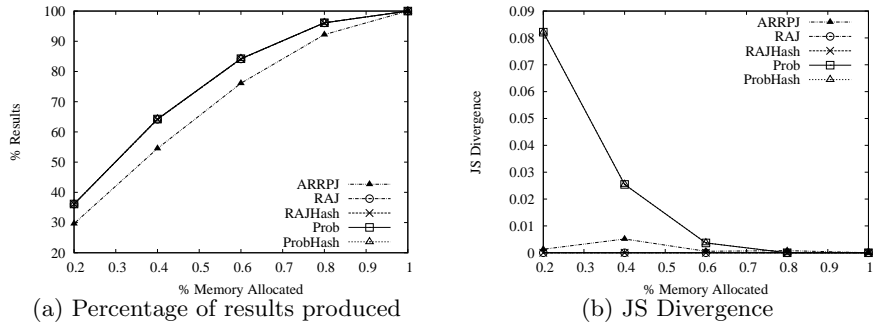 100
90
80
70
60
50
40
30
20
% Results
0.2 0.3 0.4 0.5 0.6 0.7 0.8 0.9 1
% Memory Allocated
ARRPJ
RAJ
RAJHash
Prob
ProbHash
(a) Percentage of results produced
0.09
0.08
0.07
0.06
0.05
0.04
0.03
0.02
0.01
0
JS Divergence
0.2 0.3 0.4 0.5 0.6 0.7 0.8 0.9 1
% Memory Allocated
ARRPJ
RAJ
RAJHash
Prob
ProbHash
(b) JS Divergence